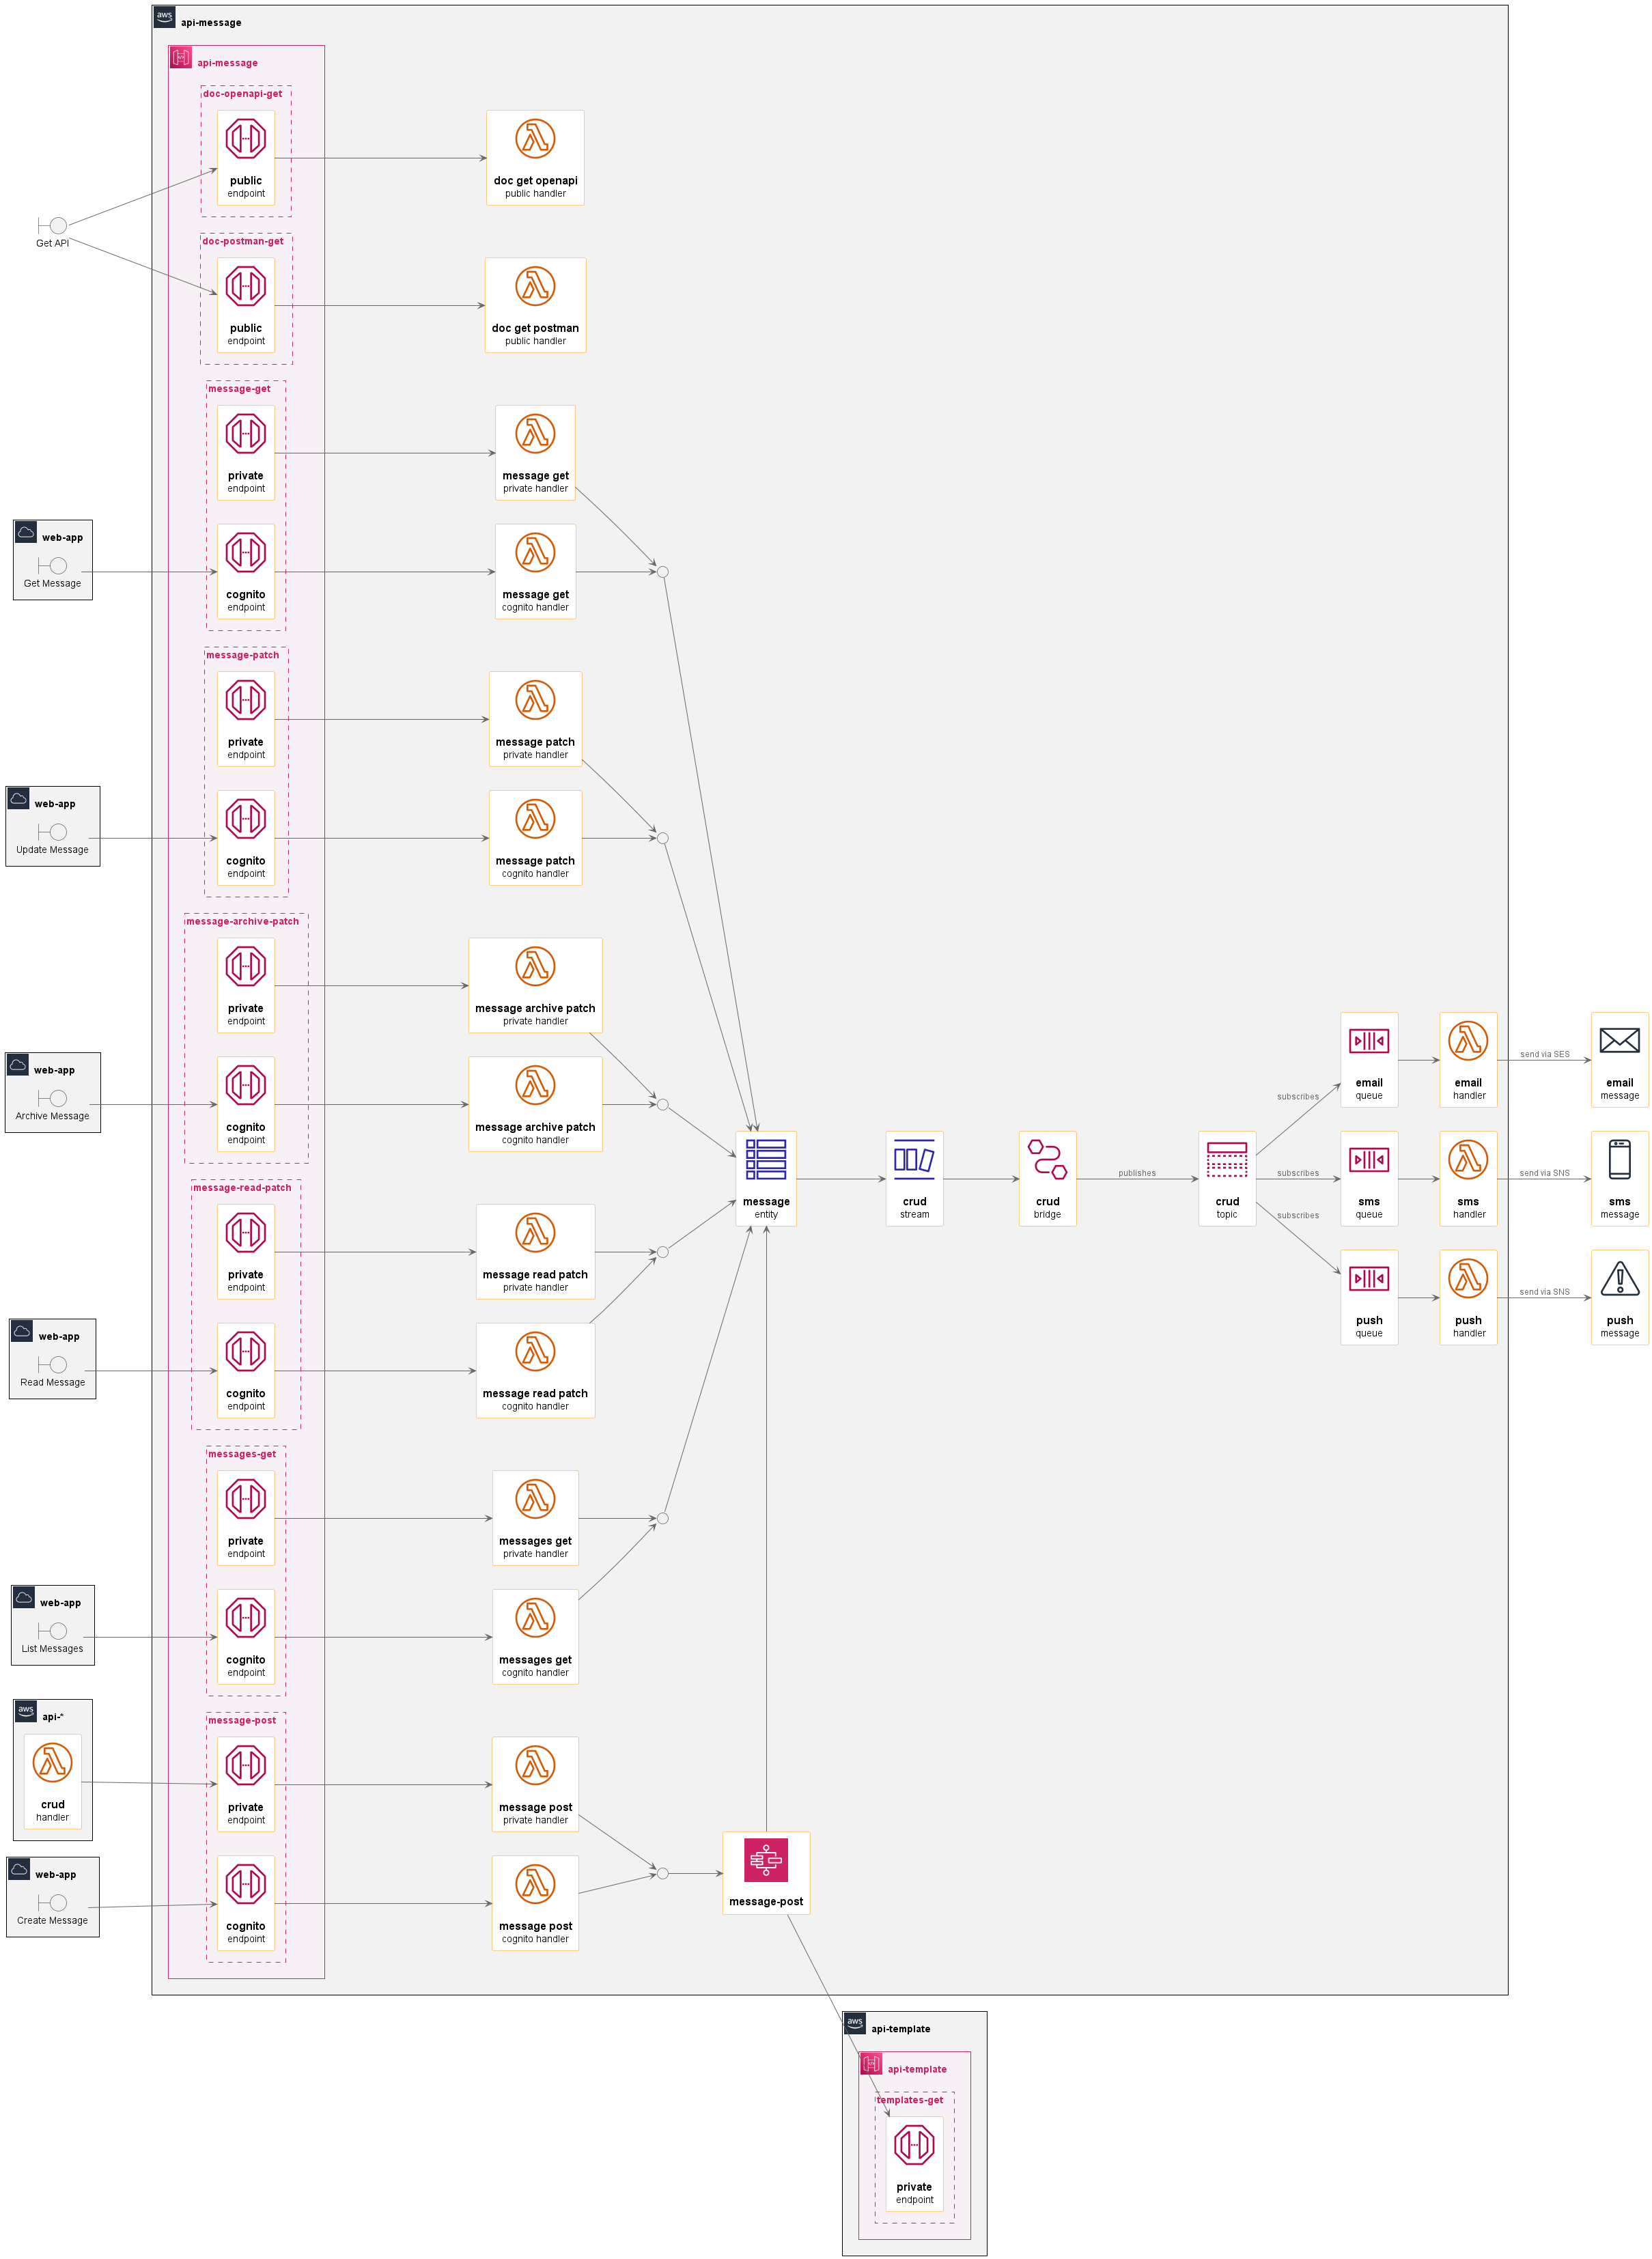 aws
api-message
api-message
doc-openapi-get
public
endpoint
doc get openapi
public handler
Get API
doc-postman-get
public
endpoint
doc get postman
public handler
message-get
private
endpoint
message get
private handler
web-app
Get Message
cognito
endpoint
message get
cognito handler
message-patch
private
endpoint
message patch
private handler
web-app
Update Message
cognito
endpoint
message patch
cognito handler
message-archive-patch
private
endpoint
message archive patch
private handler
web-app
Archive Message
cognito
endpoint
message archive patch
cognito handler
message-read-patch
private
endpoint
message read patch
private handler
web-app
Read Message
cognito
endpoint
message read patch
cognito handler
messages-get
private
endpoint
messages get
private handler
web-app
List Messages
cognito
endpoint
messages get
cognito handler
aws
api-*
crud
handler
message-post
private
endpoint
message post
private handler
web-app
Create Message
cognito
endpoint
message post
cognito handler
message-post
message
entity
crud
stream
crud
bridge
publishes
crud
topic
subscribes
email
queue
email
handler
send via SES
email
message
subscribes
sms
queue
sms
handler
send via SNS
sms
message
subscribes
push
queue
push
handler
send via SNS
push
message
aws
api-template
api-template
templates-get
private
endpoint